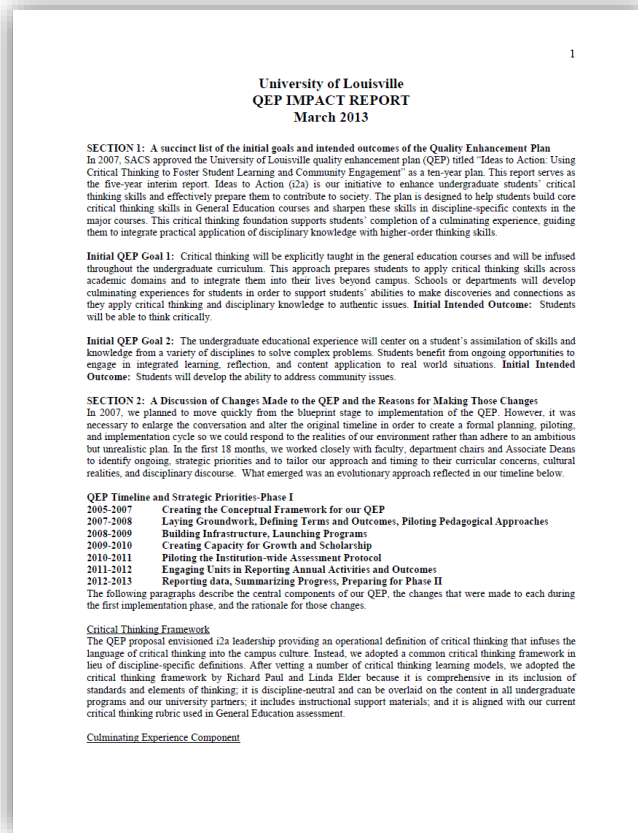 1
University of Louisville
QEP IMPACT REPORT
March 2013
SECTION 1: A succinct list of the initial goals and intended outcomes of the Quality Enhancement Plan
In 2007, SACS approved the University of Louisville quality enhancement plan (QEP) titled “Ideas to Action: Using
Critical Thinking to Foster Student Learning and Community Engagement” as a ten-year plan. This report serves as
the five-year interim report. Ideas to Action (i2a) is our initiative to enhance undergraduate students’ critical
thinking skills and effectively prepare them to contribute to society. The plan is designed to help students build core
critical thinking skills in General Education courses and sharpen these skills in discipline-specific contexts in the
major courses. This critical thinking foundation supports students’ completion of a culminating experience, guiding
them to integrate practical application of disciplinary knowledge with higher-order thinking skills.
Initial QEP Goal 1: Critical thinking will be explicitly taught in the general education courses and will be infused
throughout the undergraduate curriculum. This approach prepares students to apply critical thinking skills across
academic domains and to integrate them into their lives beyond campus. Schools or departments will develop
culminating experiences for students in order to support students’ abilities to make discoveries and connections as
they apply critical thinking and disciplinary knowledge to authentic issues. Initial Intended Outcome: Students
will be able to think critically.
Initial QEP Goal 2: The undergraduate educational experience will center on a student’s assimilation of skills and
knowledge from a variety of disciplines to solve complex problems. Students benefit from ongoing opportunities to
engage in integrated learning, reflection, and content application to real world situations. Initial Intended
Outcome: Students will develop the ability to address community issues.
SECTION 2: A Discussion of Changes Made to the QEP and the Reasons for Making Those Changes
In 2007, we planned to move quickly from the blueprint stage to implementation of the QEP. However, it was
necessary to enlarge the conversation and alter the original timeline in order to create a formal planning, piloting,
and implementation cycle so we could respond to the realities of our environment rather than adhere to an ambitious
but unrealistic plan. In the first 18 months, we worked closely with faculty, department chairs and Associate Deans
to identify ongoing, strategic priorities and to tailor our approach and timing to their curricular concerns, cultural
realities, and disciplinary discourse. What emerged was an evolutionary approach reflected in our timeline below.
QEP Timeline and Strategic Priorities-Phase I
2005-2007 Creating the Conceptual Framework for our QEP
2007-2008 Laying Groundwork, Defining Terms and Outcomes, Piloting Pedagogical Approaches
2008-2009 Building Infrastructure, Launching Programs
2009-2010 Creating Capacity for Growth and Scholarship
2010-2011 Piloting the Institution-wide Assessment Protocol
2011-2012 Engaging Units in Reporting Annual Activities and Outcomes
2012-2013 Reporting data, Summarizing Progress, Preparing for Phase II
The following paragraphs describe the central components of our QEP, the changes that were made to each during
the first implementation phase, and the rationale for those changes.
Critical Thinking Framework
The QEP proposal envisioned i2a leadership providing an operational definition of critical thinking that infuses the
language of critical thinking into the campus culture. Instead, we adopted a common critical thinking framework in
lieu of discipline-specific definitions. After vetting a number of critical thinking learning models, we adopted the
critical thinking framework by Richard Paul and Linda Elder because it is comprehensive in its inclusion of
standards and elements of thinking; it is discipline-neutral and can be overlaid on the content in all undergraduate
programs and our university partners; it includes instructional support materials; and it is aligned with our current
critical thinking rubric used in General Education assessment.
Culminating Experience Component